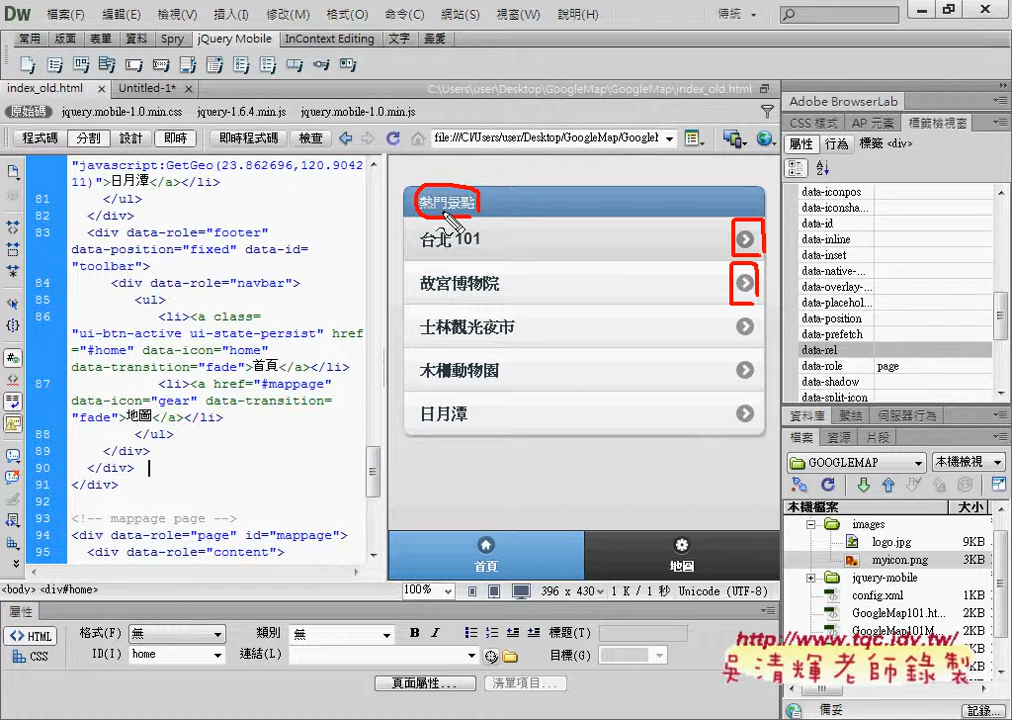 Dw 檔案(F) 編輯(E) 檢視(V) 插入(I) 修改(M) 格式(O) 命令(C) 網站(S) 視窗(W) 說明(H) 傳統
常用 版面 表單 資料 Spry jQuery Mobile InContext Editing 文字 最愛
index_old.html Untitled-1* C:\Users\user\Desktop\GoogleMap\GoogleMap\index_old.html
原始碼 jquery.mobile-1.0.min.css jquery-1.6.4.min.js jquery.mobile-1.0.min.js
程式碼 分割 設計 即時 即時程式碼 檢查 file:///C|/Users/user/Desktop/GoogleMap/Googlel
"javascript:GetGeo(23.862696,120.9042
11)">日月潭</a></li>
81 </ul>
82 </div>
83 <div data-role="footer"
data-position="fixed" data-id=
"toolbar">
84 <div data-role="navbar">
85 <ul>
86 <li><a class=
"ui-btn-active ui-state-persist" href
="#home" data-icon="home"
data-transition="fade">首頁</a></li>
87 <li><a href="#mappage"
data-icon="gear" data-transition=
"fade">地圖</a></li>
88 </ul>
89 </div>
90 </div>
91 </div>
92
93 <!-- mappage page -->
94 <div data-role="page" id="mappage">
95 <div data-role="content">
熱門景點
台北 101
故宮博物院
士林觀光夜市
木柵動物園
日月潭
首頁 地圖
<body> <div#home> 100% 396 x 430 1 K / 1 秒 Unicode (UTF-8)
屬性
<> HTML 格式(F) 無 類別 無 B I 標題(T)
CSS ID(I) home 連結(L) 目標(G)
頁面屬性... 清單項目...
Adobe BrowserLab
CSS 樣式 AP 元素 標籤檢視窗
屬性 行為 標籤 <div>
data-iconpos
data-iconsha...
data-id
data-inline
data-inset
data-native-...
data-overlay-...
data-placehol...
data-position
data-prefetch
data-rel
data-role page
data-shadow
data-split-icon
資料庫 繫結 伺服器行為
檔案 資源 片段
GOOGLEMAP 本機檢視
本機檔案 大小
images
logo.jpg 9KB
myicon.png 3KB
jquery-mobile
config.xml 1KB
GoogleMap101.ht... 2KB
GoogleMap101M... 2KB
http://www.tqc.idv.tw/
吳清輝老師錄製
備妥 記錄...